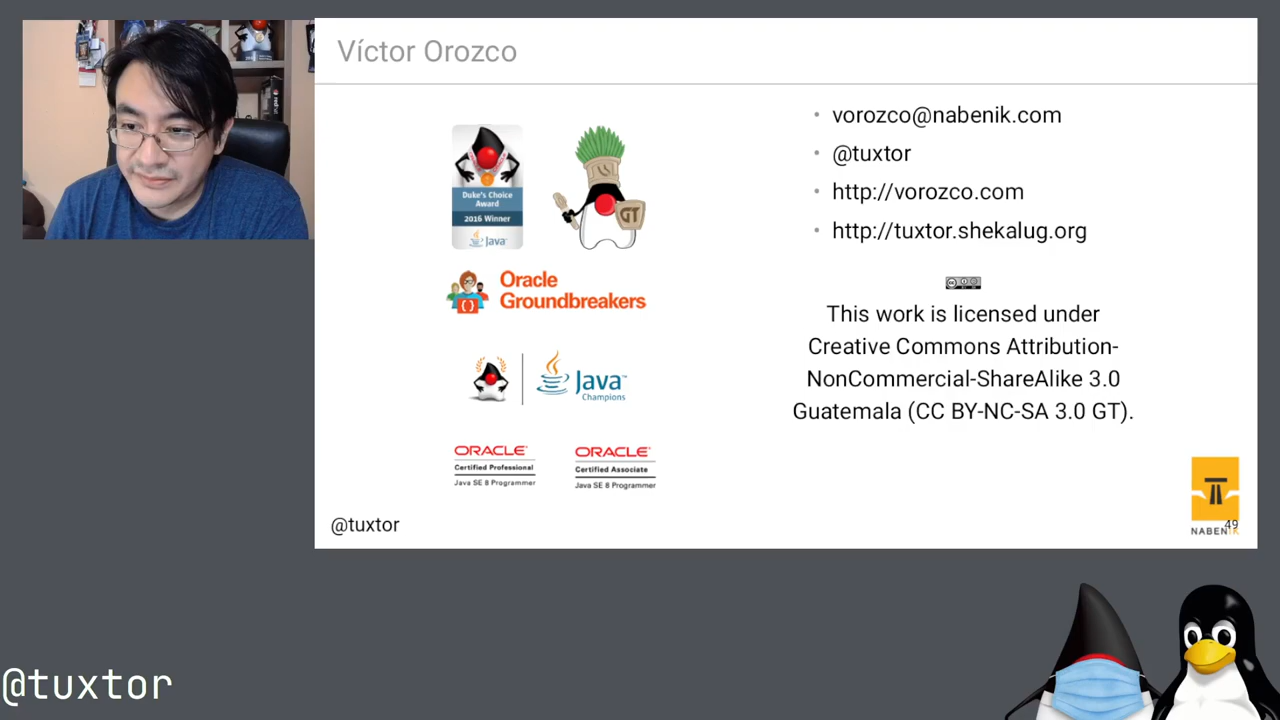 Víctor Orozco
vorozco@nabenik.com
@tuxtor
http://vorozco.com
http://tuxtor.shekalug.org
Duke's Choice
Award
2016 Winner
Java
GT
Oracle
Groundbreakers
Java
Champions
ORACLE
Certified Professional
Java SE 8 Programmer
ORACLE
Certified Associate
Java SE 8 Programmer
This work is licensed under
Creative Commons Attribution-
NonCommercial-ShareAlike 3.0
Guatemala (CC BY-NC-SA 3.0 GT).
@tuxtor
49
NABENIK
@tuxtor